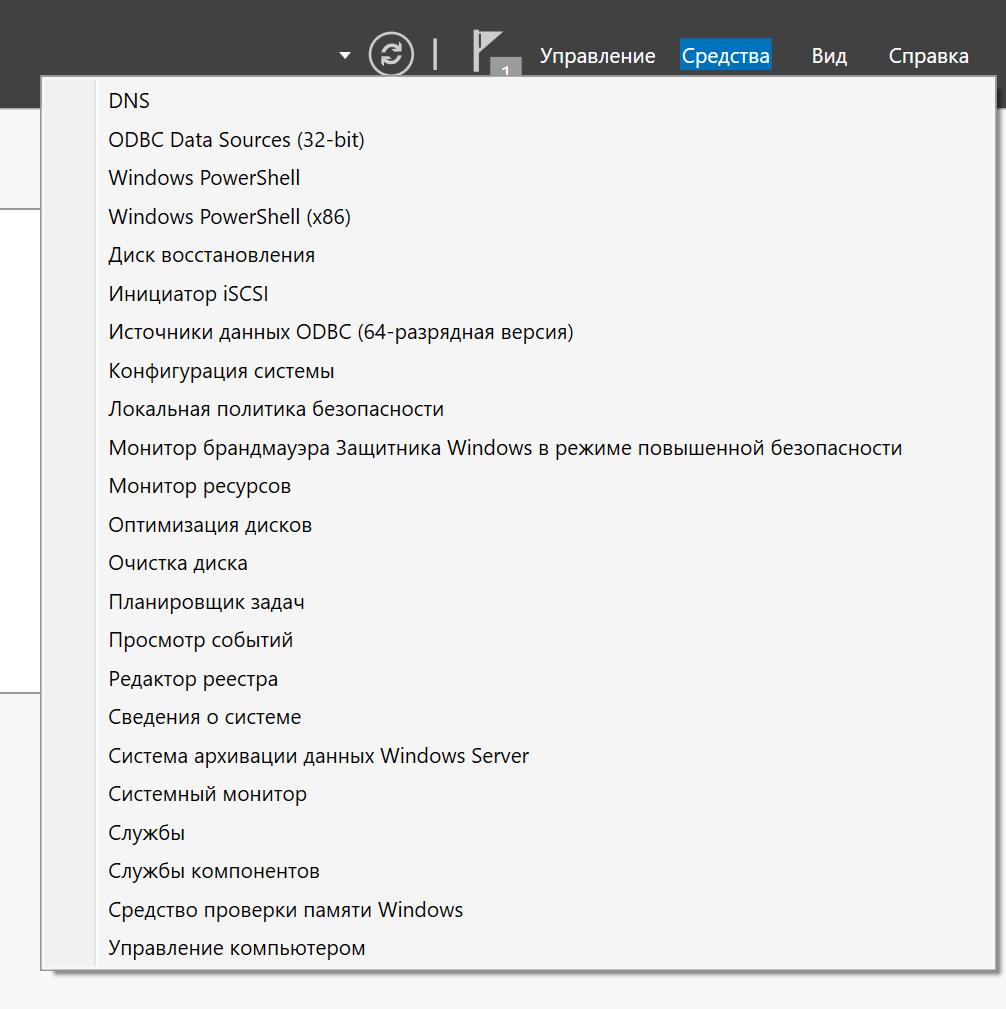 1
Управление Средства Вид Справка
DNS
ODBC Data Sources (32-bit)
Windows PowerShell
Windows PowerShell (x86)
Диск восстановления
Инициатор iSCSI
Источники данных ODBC (64-разрядная версия)
Конфигурация системы
Локальная политика безопасности
Монитор брандмауэра Защитника Windows в режиме повышенной безопасности
Монитор ресурсов
Оптимизация дисков
Очистка диска
Планировщик задач
Просмотр событий
Редактор реестра
Сведения о системе
Система архивации данных Windows Server
Системный монитор
Службы
Службы компонентов
Средство проверки памяти Windows
Управление компьютером